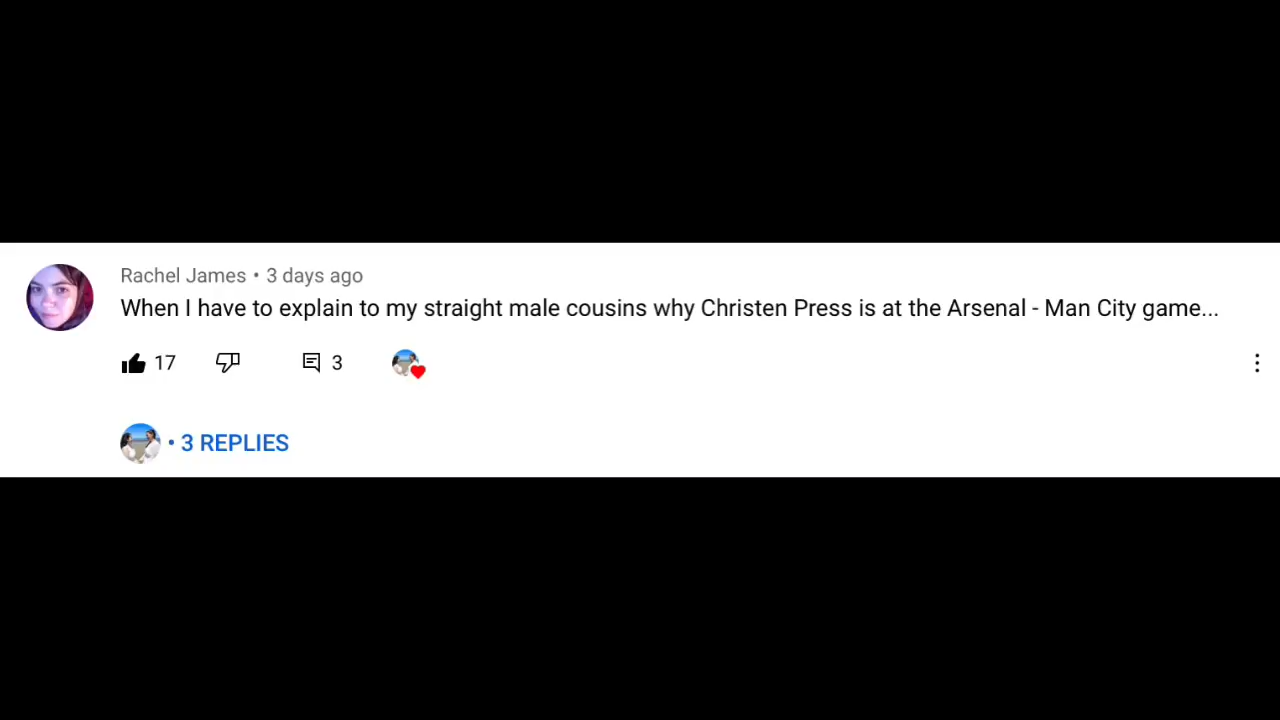 Rachel James • 3 days ago
When I have to explain to my straight male cousins why Christen Press is at the Arsenal - Man City game...
17 3
• 3 REPLIES